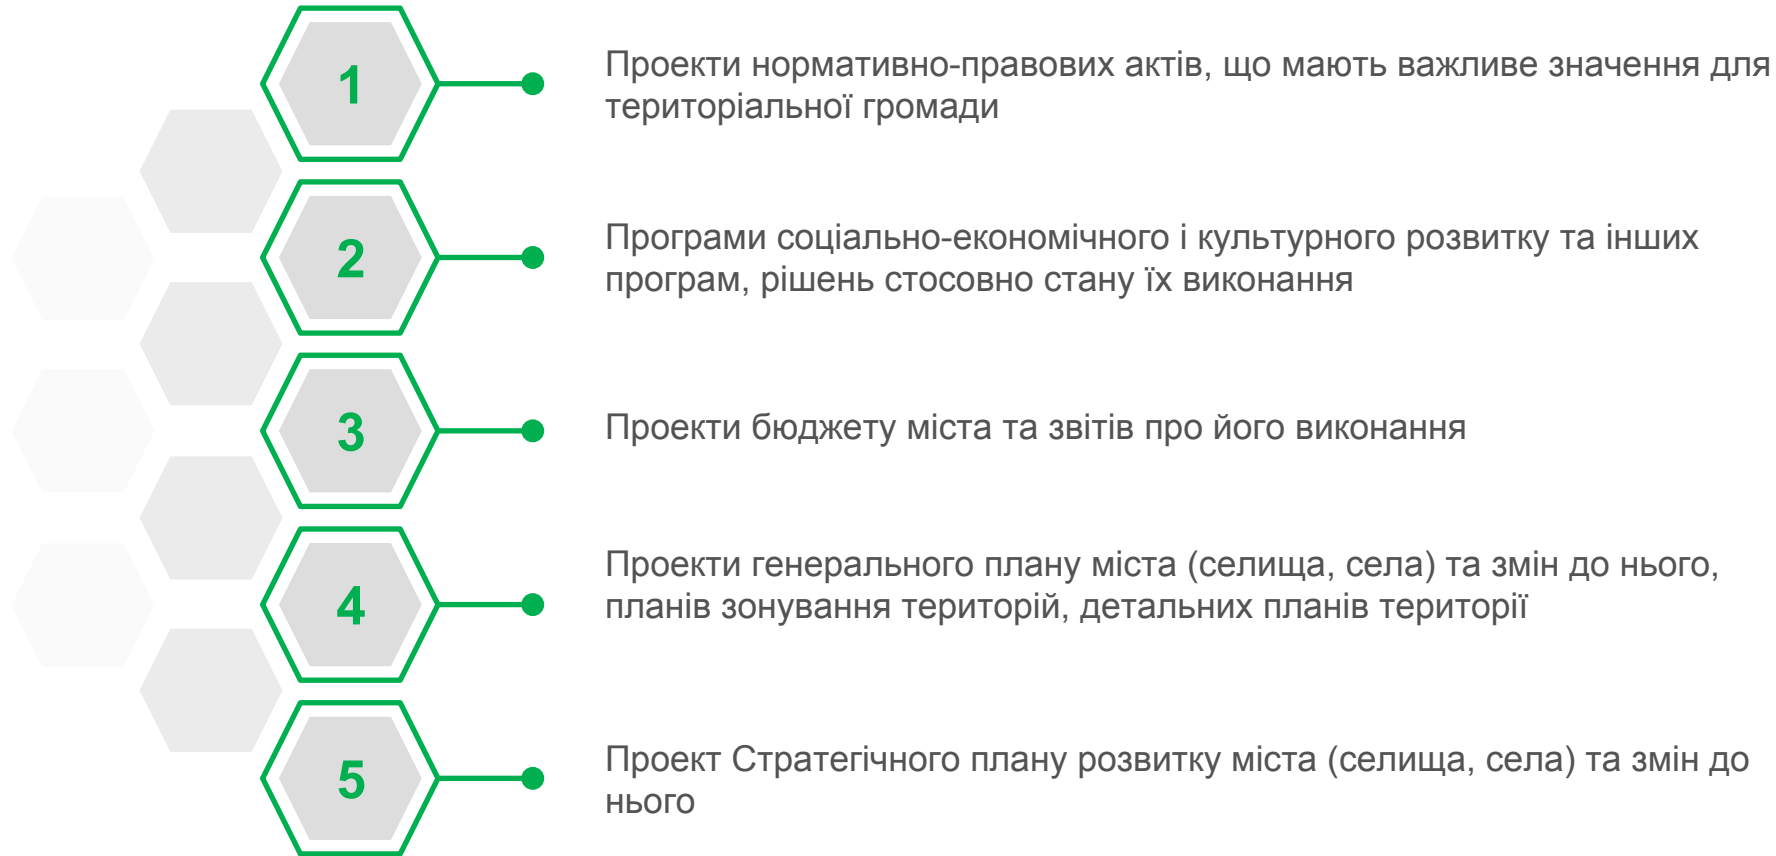 1
Проекти нормативно-правових актів, що мають важливе значення для
територіальної громади
2
Програми соціально-економічного і культурного розвитку та інших
програм, рішень стосовно стану їх виконання
3
Проекти бюджету міста та звітів про його виконання
4
Проекти генерального плану міста (селища, села) та змін до нього,
планів зонування територій, детальних планів території
5
Проект Стратегічного плану розвитку міста (селища, села) та змін до
нього